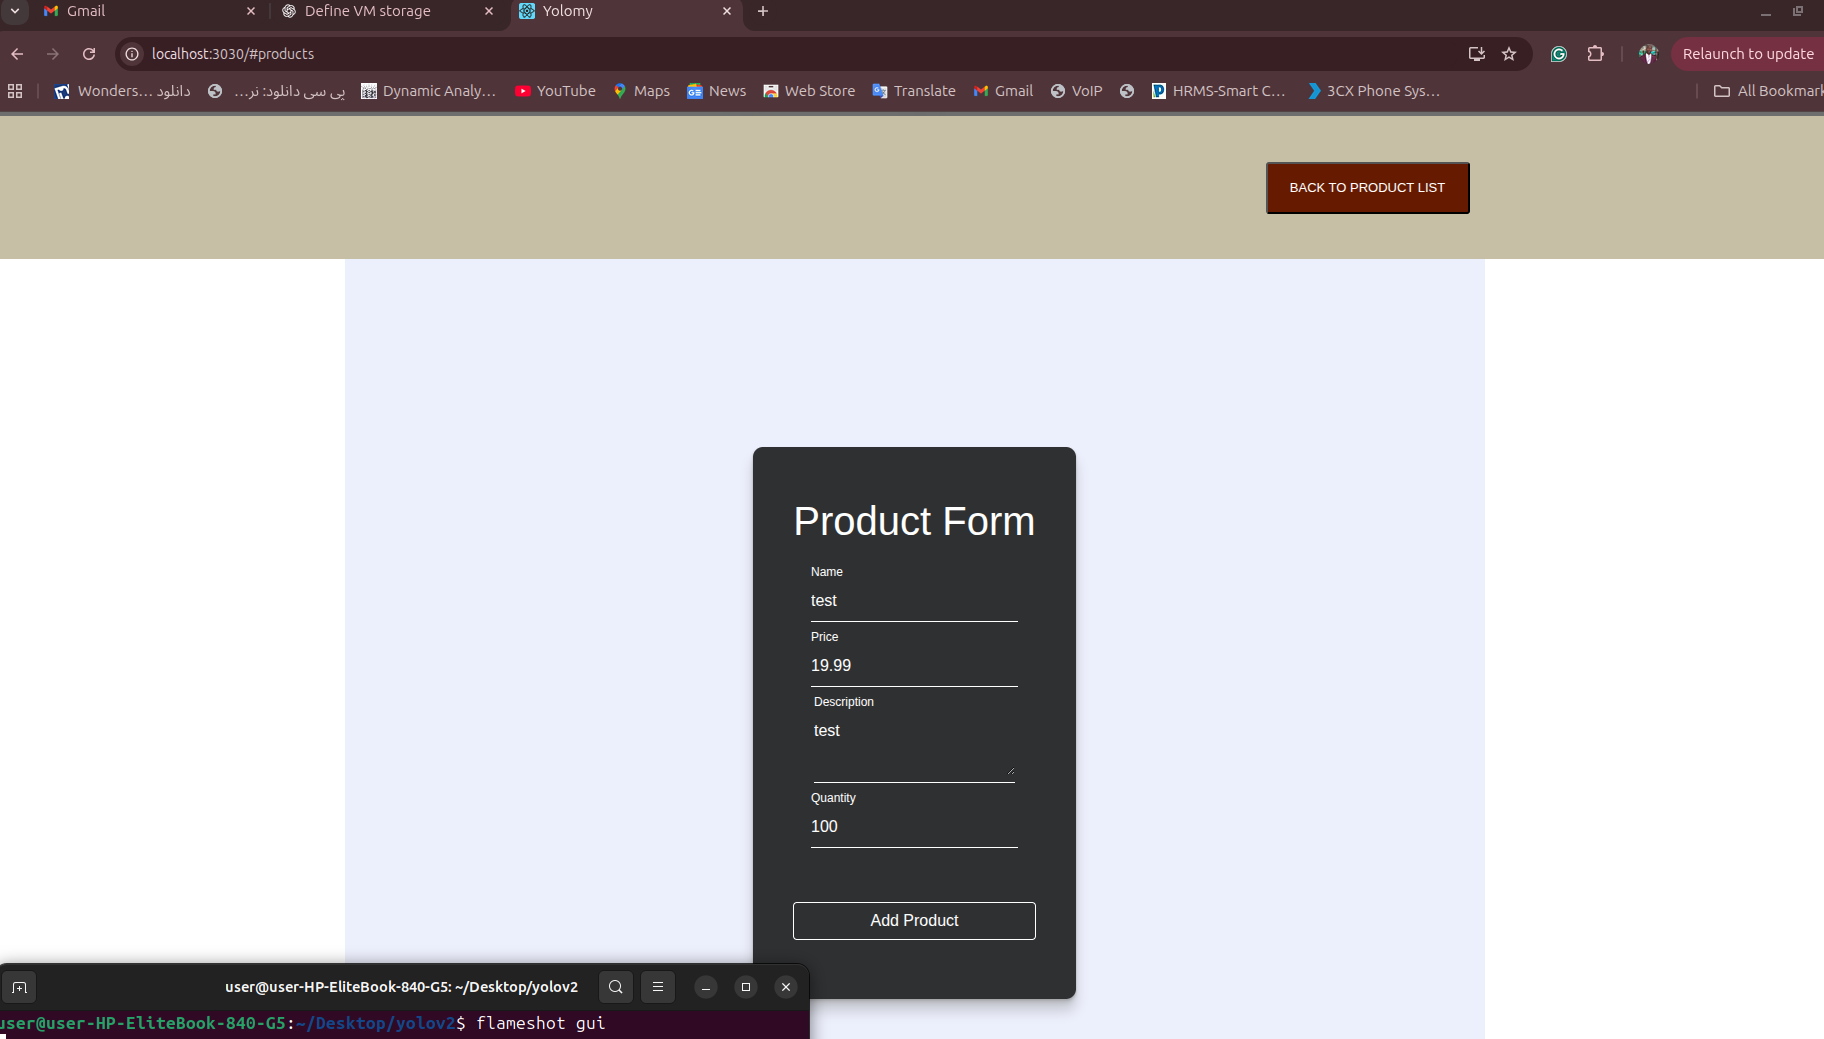 Gmail
Define VM storage
Yolomy
localhost:3030/#products
Relaunch to update
Wonders... دانلود
پی سی دانلود: نر...
Dynamic Analy...
YouTube
Maps
News
Web Store
Translate
Gmail
VoIP
HRMS-Smart C...
3CX Phone Sys...
All Bookmark
BACK TO PRODUCT LIST
Product Form
Name
test
Price
19.99
Description
test
Quantity
100
Add Product
user@user-HP-EliteBook-840-G5: ~/Desktop/yolov2
user@user-HP-EliteBook-840-G5:~/Desktop/yolov2$ flameshot gui